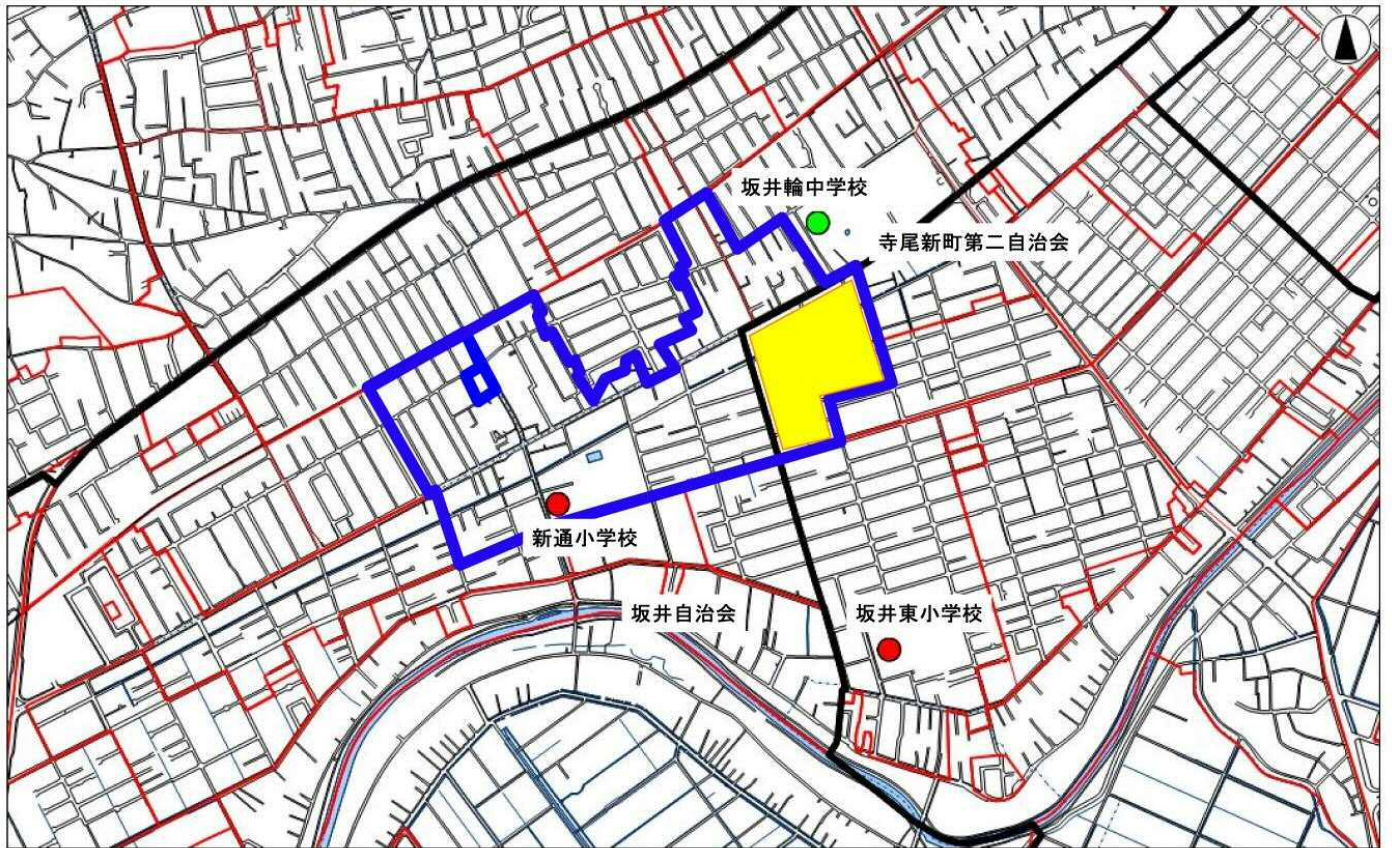 坂井輪中学校
寺尾新町第二自治会
新通小学校
坂井自治会
坂井東小学校